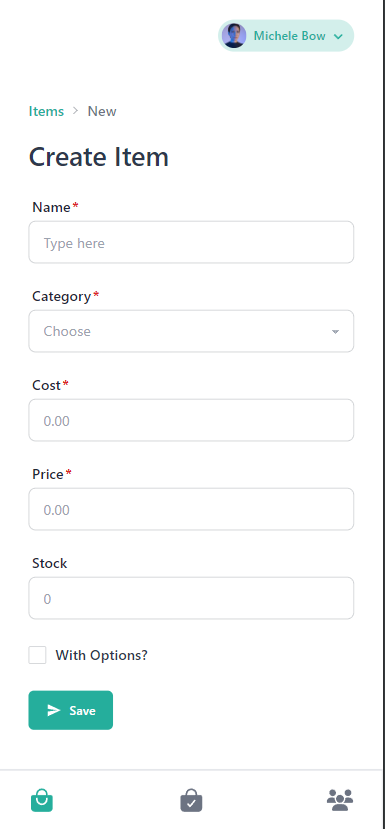 Michele Bow
Items > New
Create Item
Name*
Type here
Category*
Choose
Cost*
0.00
Price*
0.00
Stock
0
With Options?
Save